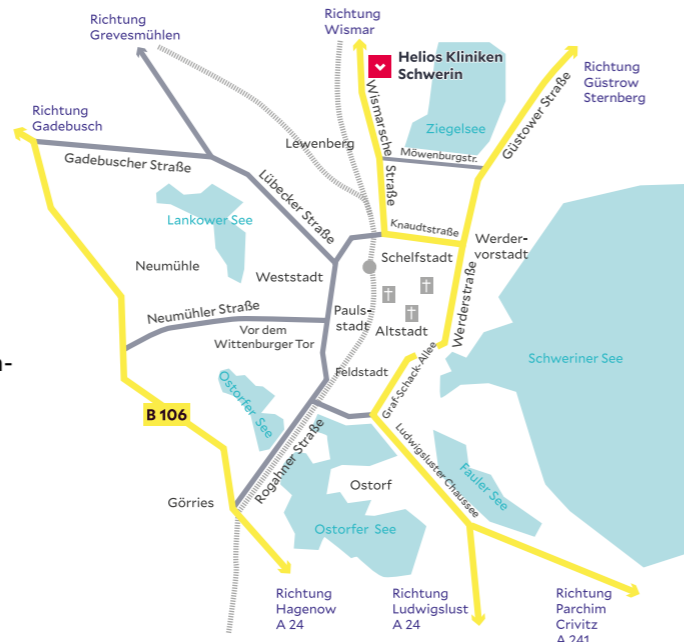 Richtung
Grevesmühlen
Richtung
Wismar
Helios Kliniken
Schwerin
Richtung
Güstrow
Sternberg
Richtung
Gadebusch
Wismarsche Straße
Ziegelsee
Güstower Straße
Lewenberg
Möwenburgstr.
Gadebuscher Straße
Lübecker Straße
Lankower See
Knaudtstraße
Werder-
vorstadt
Schelfstadt
Neumühle
Weststadt
Werderstraße
Neumühler Straße
Pauls-
stadt
Vor dem
Wittenburger Tor
Altstadt
Schweriner See
-
Feldstadt
Graf-Schack-Allee
Ostorfer See
B 106
Rogahner Straße
Ludwigsluster Chaussee
Fauler See
Görries
Ostorf
Ostorfer See
Richtung
Hagenow
A 24
Richtung
Ludwigslust
A 24
Richtung
Parchim
Crivitz
A 241